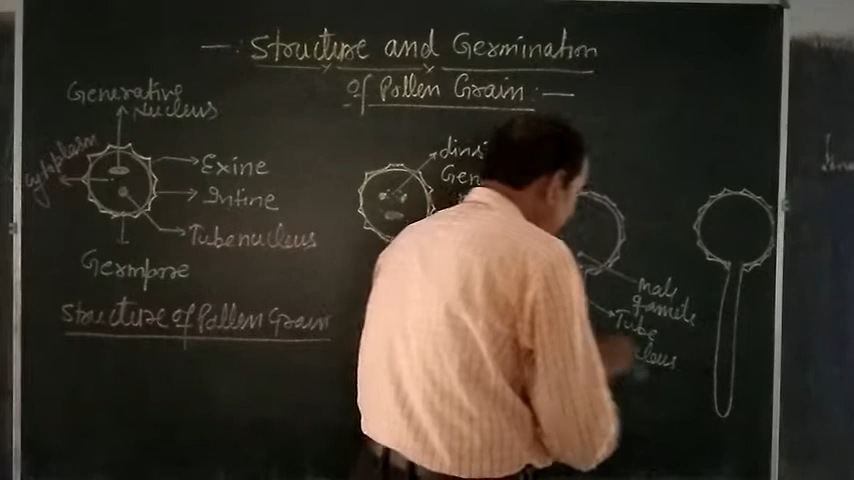 Structure and Germination
of Pollen Grain :
Generative
Nucleus
Cytoplasm
Exine
Intine
Tubenucleus
Germpore
Structure of Pollen Grain
Male
gamets
Tube